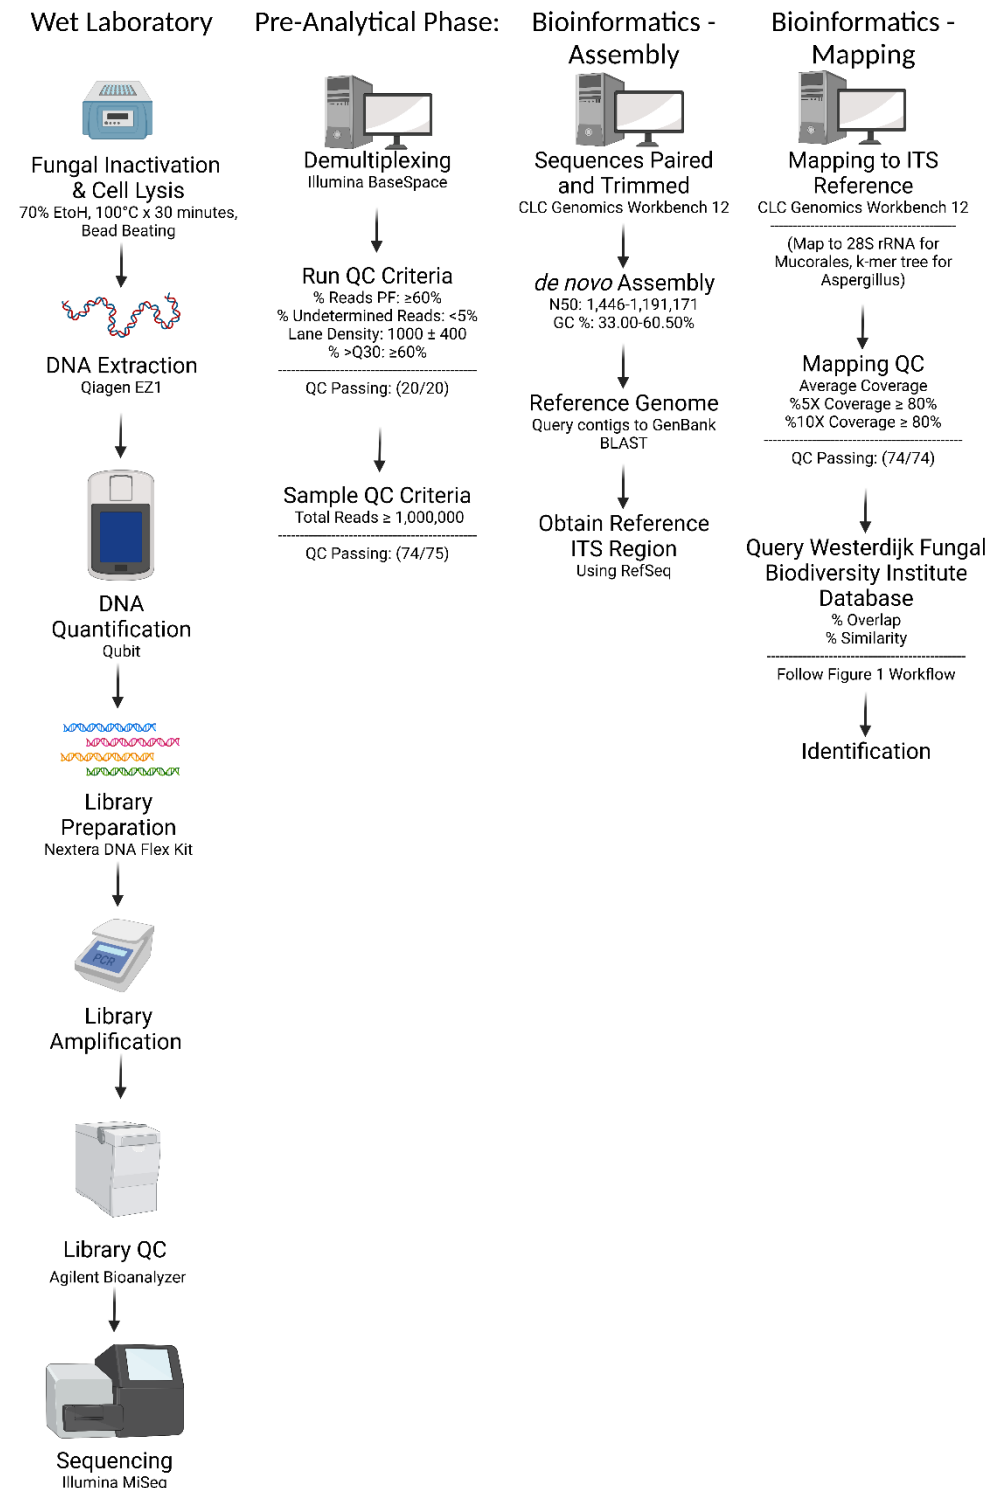 Wet Laboratory
Fungal Inactivation
& Cell Lysis
70% EtoH, 100°C x 30 minutes,
Bead Beating
DNA Extraction
Qiagen EZ1
DNA
Quantification
Qubit
Library
Preparation
Nextera DNA Flex Kit
PCR
Library
Amplification
Library QC
Agilent Bioanalyzer
Sequencing
Illumina MiSeq
Pre-Analytical Phase:
Demultiplexing
Illumina BaseSpace
Run QC Criteria
% Reads PF: ≥60%
% Undetermined Reads: <5%
Lane Density: 1000 ± 400
% >Q30: ≥60%
QC Passing: (20/20)
Sample QC Criteria
Total Reads ≥ 1,000,000
QC Passing: (74/75)
Bioinformatics -
Assembly
Sequences Paired
and Trimmed
CLC Genomics Workbench 12
de novo Assembly
N50: 1,446-1,191,171
GC %: 33.00-60.50%
Reference Genome
Query contigs to GenBank
BLAST
Obtain Reference
ITS Region
Using RefSeq
Bioinformatics -
Mapping
Mapping to ITS
Reference
CLC Genomics Workbench 12
(Map to 28S rRNA for
Mucorales, k-mer tree for
Aspergillus)
Mapping QC
Average Coverage
%5X Coverage ≥ 80%
%10X Coverage ≥ 80%
QC Passing: (74/74)
Query Westerdijk Fungal
Biodiversity Institute
Database
% Overlap
% Similarity
Follow Figure 1 Workflow
Identification